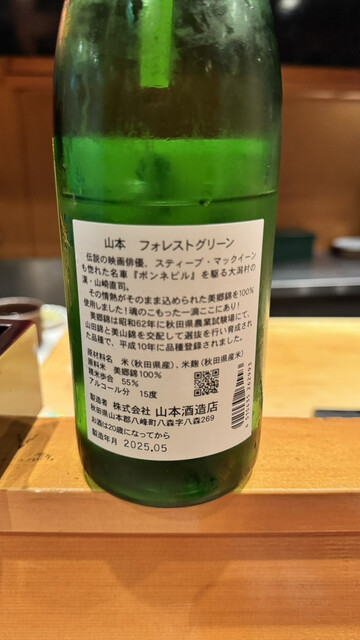 山本　フォレストグリーン
伝説の映画俳優、スティーブ・マックイーン
も惚れた名車『ボンネビル』を駆る大潟村の
漢・山崎直司。
その情熱がそのまま込められた美郷錦を100%
使用しました!魂のこもった一滴ここにあり!
美郷錦は昭和62年に秋田県農業試験場にて、
山田錦と美山錦を交配して選抜を行い育成され
た品種で、平成10年に品種登録されました。
原材料名　米(秋田県産)、米麹(秋田県産米)
原料米　美郷錦100%
精米歩合　55%
アルコール分　15度
製造者　株式会社 山本酒造店
秋田県山本郡八峰町八森字八森269
お酒は20歳になってから
製造年月　2025.05